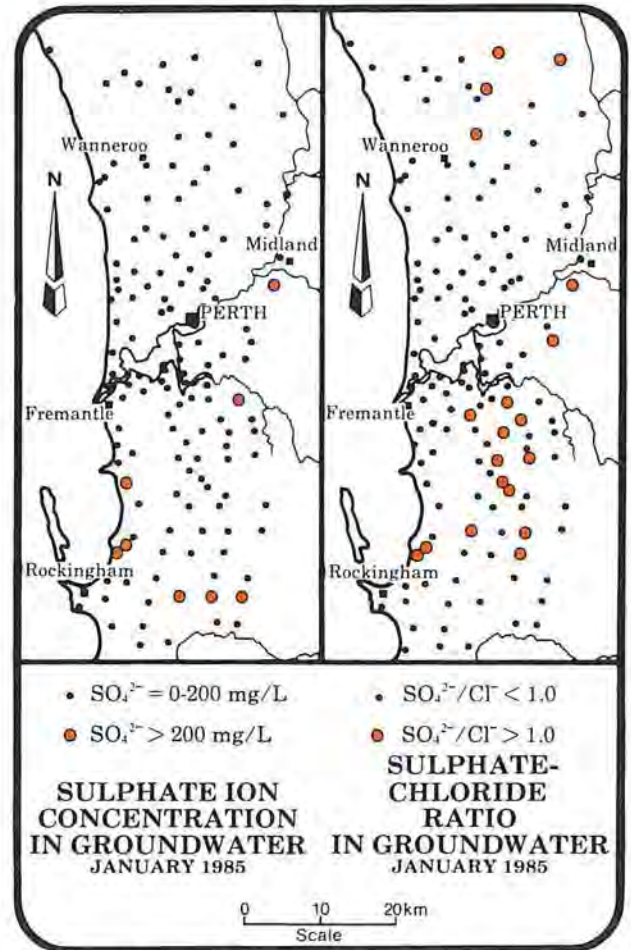 Wanneroo
N
Midland
PERTH
Fremantle
Rockingham
SO₄²⁻ = 0-200 mg/L
SO₄²⁻ > 200 mg/L
SULPHATE ION
CONCENTRATION
IN GROUNDWATER
JANUARY 1985
Wanneroo
N
Midland
PERTH
Fremantle
Rockingham
SO₄²⁻/Cl⁻ < 1.0
SO₄²⁻/Cl⁻ > 1.0
SULPHATE-
CHLORIDE
RATIO
IN GROUNDWATER
JANUARY 1985
0 10 20km
Scale